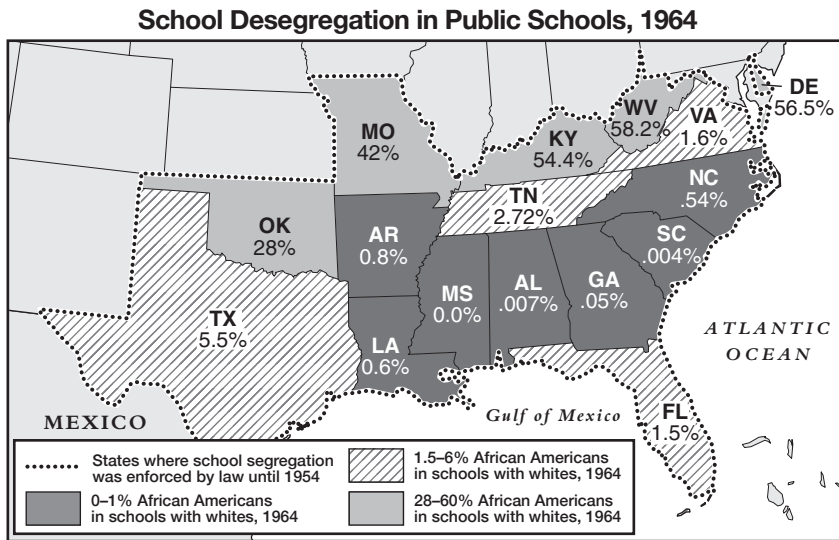 School Desegregation in Public Schools, 1964
DE
56.5%
WV
58.2%
VA
1.6%
MO
42%
KY
54.4%
NC
.54%
TN
2.72%
OK
28%
AR
0.8%
SC
.004%
MS
0.0%
AL
.007%
GA
.05%
TX
5.5%
LA
0.6%
ATLANTIC
OCEAN
MEXICO
Gulf of Mexico
FL
1.5%
States where school segregation
was enforced by law until 1954
0–1% African Americans
in schools with whites, 1964
1.5–6% African Americans
in schools with whites, 1964
28–60% African Americans
in schools with whites, 1964